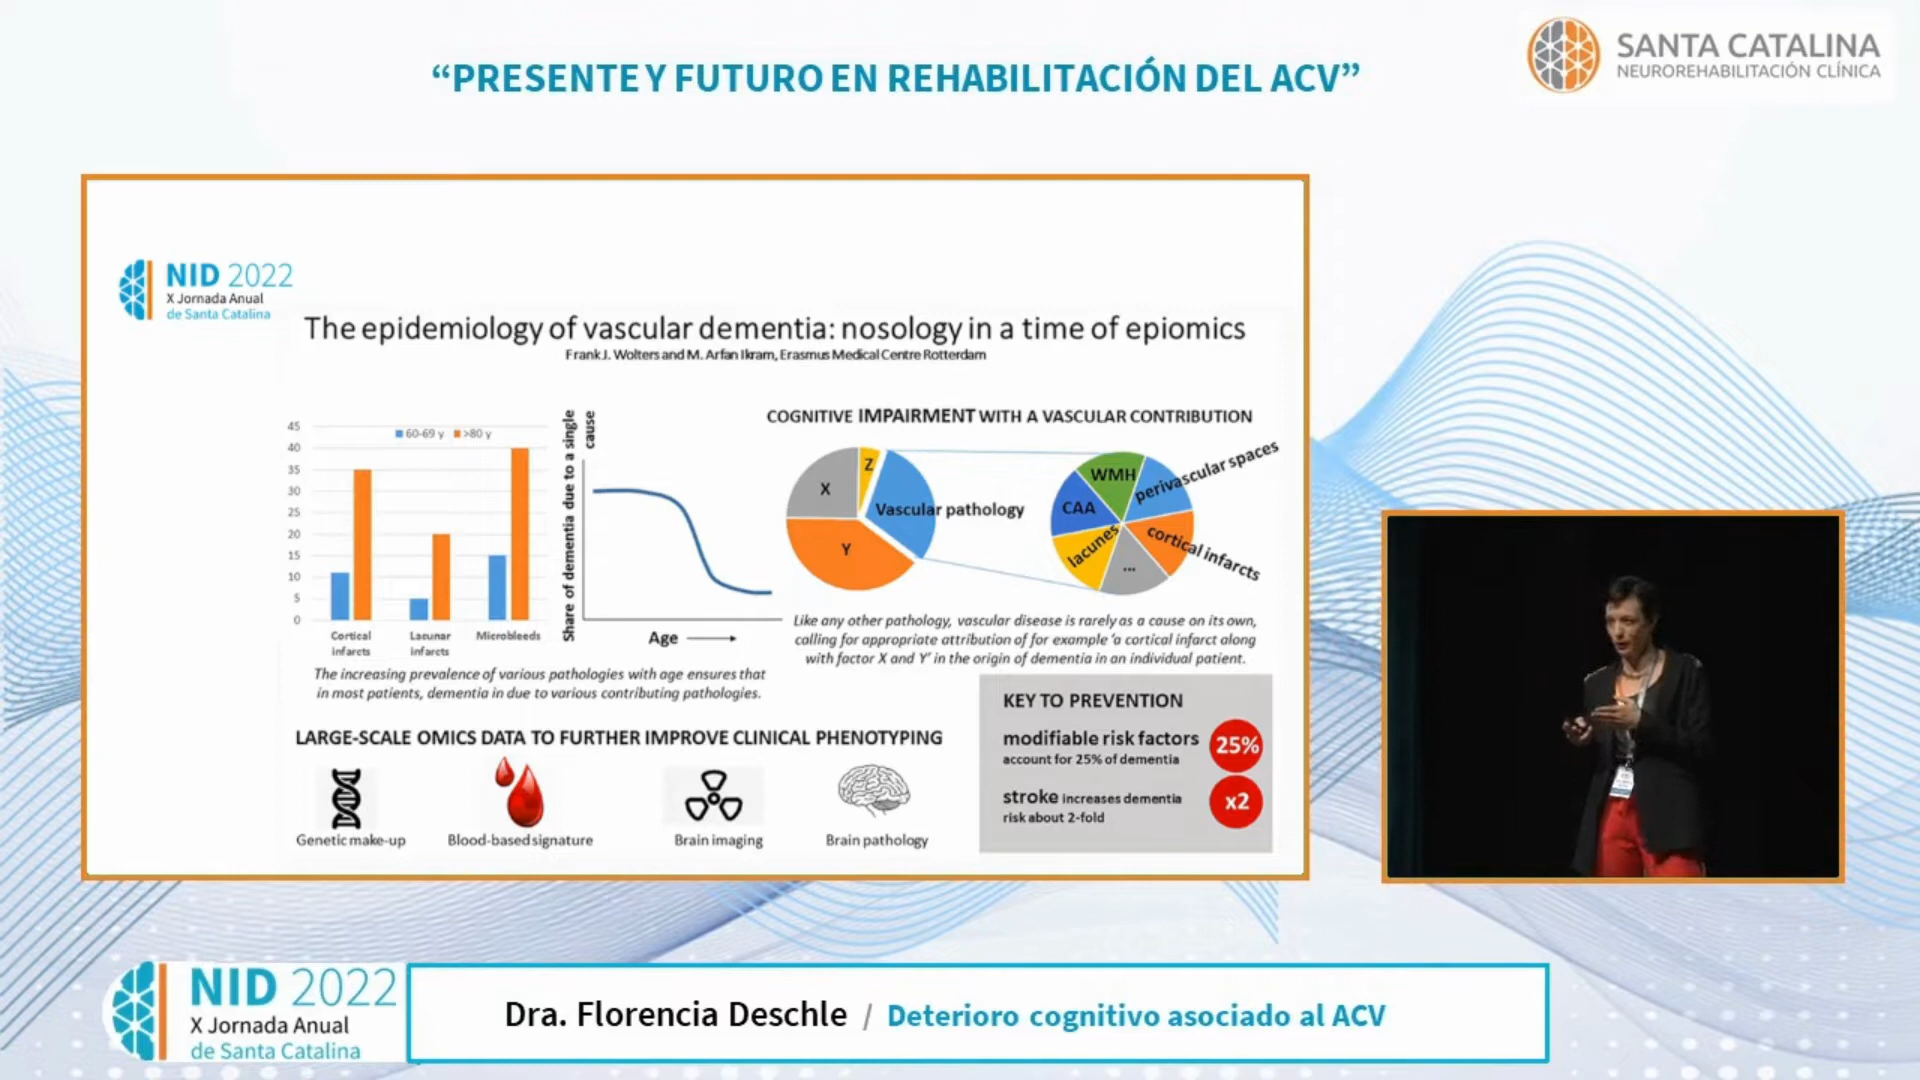 “PRESENTE Y FUTURO EN REHABILITACIÓN DEL ACV”
SANTA CATALINA
NEUROREHABILITACIÓN CLÍNICA
NID 2022
X Jornada Anual
de Santa Catalina
The epidemiology of vascular dementia: nosology in a time of epiomics
Frank J. Wolters and M. Arfan Ikram, Erasmus Medical Centre Rotterdam
45
40
35
30
25
20
15
10
5
0
60-69 y >80 y
Cortical
infarcts
Lacunar
infarcts
Microbleeds
Share of dementia due to a single
cause
Age
The increasing prevalence of various pathologies with age ensures that
in most patients, dementia in due to various contributing pathologies.
COGNITIVE IMPAIRMENT WITH A VASCULAR CONTRIBUTION
X
Z
Y
Vascular pathology
WMH
perivascular spaces
CAA
lacunes
cortical infarcts
...
Like any other pathology, vascular disease is rarely as a cause on its own,
calling for appropriate attribution of for example ‘a cortical infarct along
with factor X and Y’ in the origin of dementia in an individual patient.
LARGE-SCALE OMICS DATA TO FURTHER IMPROVE CLINICAL PHENOTYPING
Genetic make-up
Blood-based signature
Brain imaging
Brain pathology
KEY TO PREVENTION
modifiable risk factors
account for 25% of dementia
25%
stroke increases dementia
risk about 2-fold
x2
NID 2022
X Jornada Anual
de Santa Catalina
Dra. Florencia Deschle / Deterioro cognitivo asociado al ACV